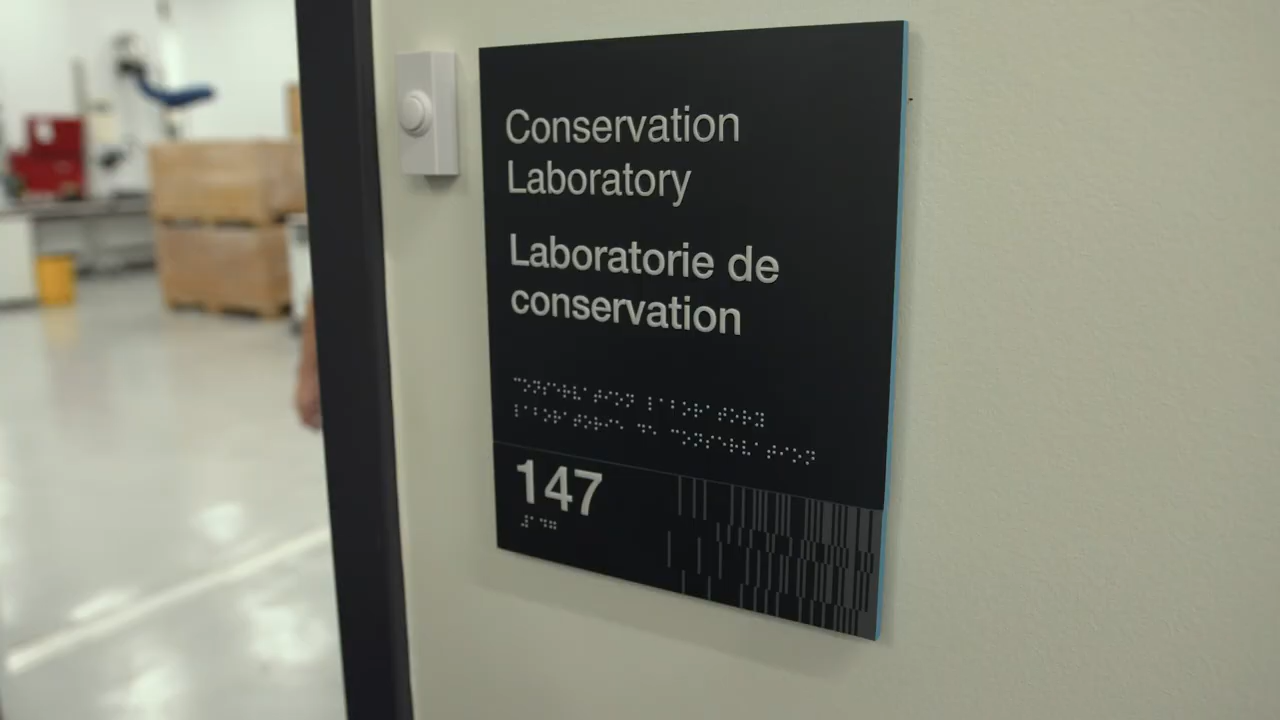 Conservation
Laboratory
Laboratorie de
conservation
⠉⠕⠝⠎⠑⠗⠧⠁⠞⠊⠕⠝ ⠇⠁⠃⠕⠗⠁⠞⠕⠗⠽
⠇⠁⠃⠕⠗⠁⠞⠕⠗⠊⠑ ⠙⠑ ⠉⠕⠝⠎⠑⠗⠧⠁⠞⠊⠕⠝
147
⠼⠁⠙⠛